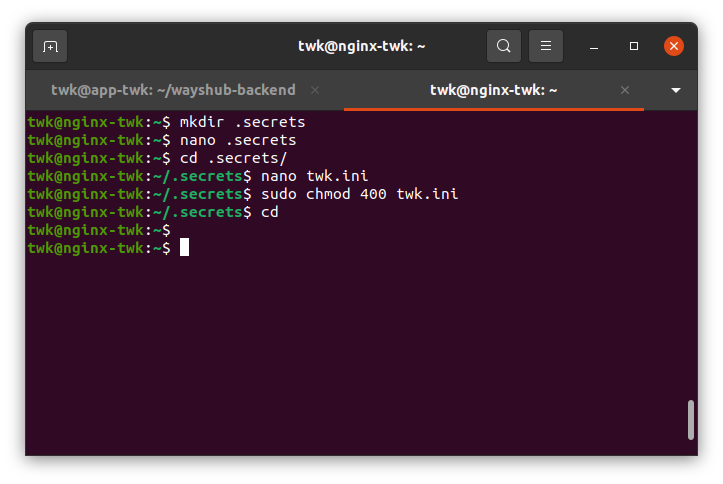 twk@nginx-twk: ~
twk@app-twk: ~/wayshub-backend
twk@nginx-twk: ~
twk@nginx-twk:~$ mkdir .secrets
twk@nginx-twk:~$ nano .secrets
twk@nginx-twk:~$ cd .secrets/
twk@nginx-twk:~/.secrets$ nano twk.ini
twk@nginx-twk:~/.secrets$ sudo chmod 400 twk.ini
twk@nginx-twk:~/.secrets$ cd
twk@nginx-twk:~$
twk@nginx-twk:~$